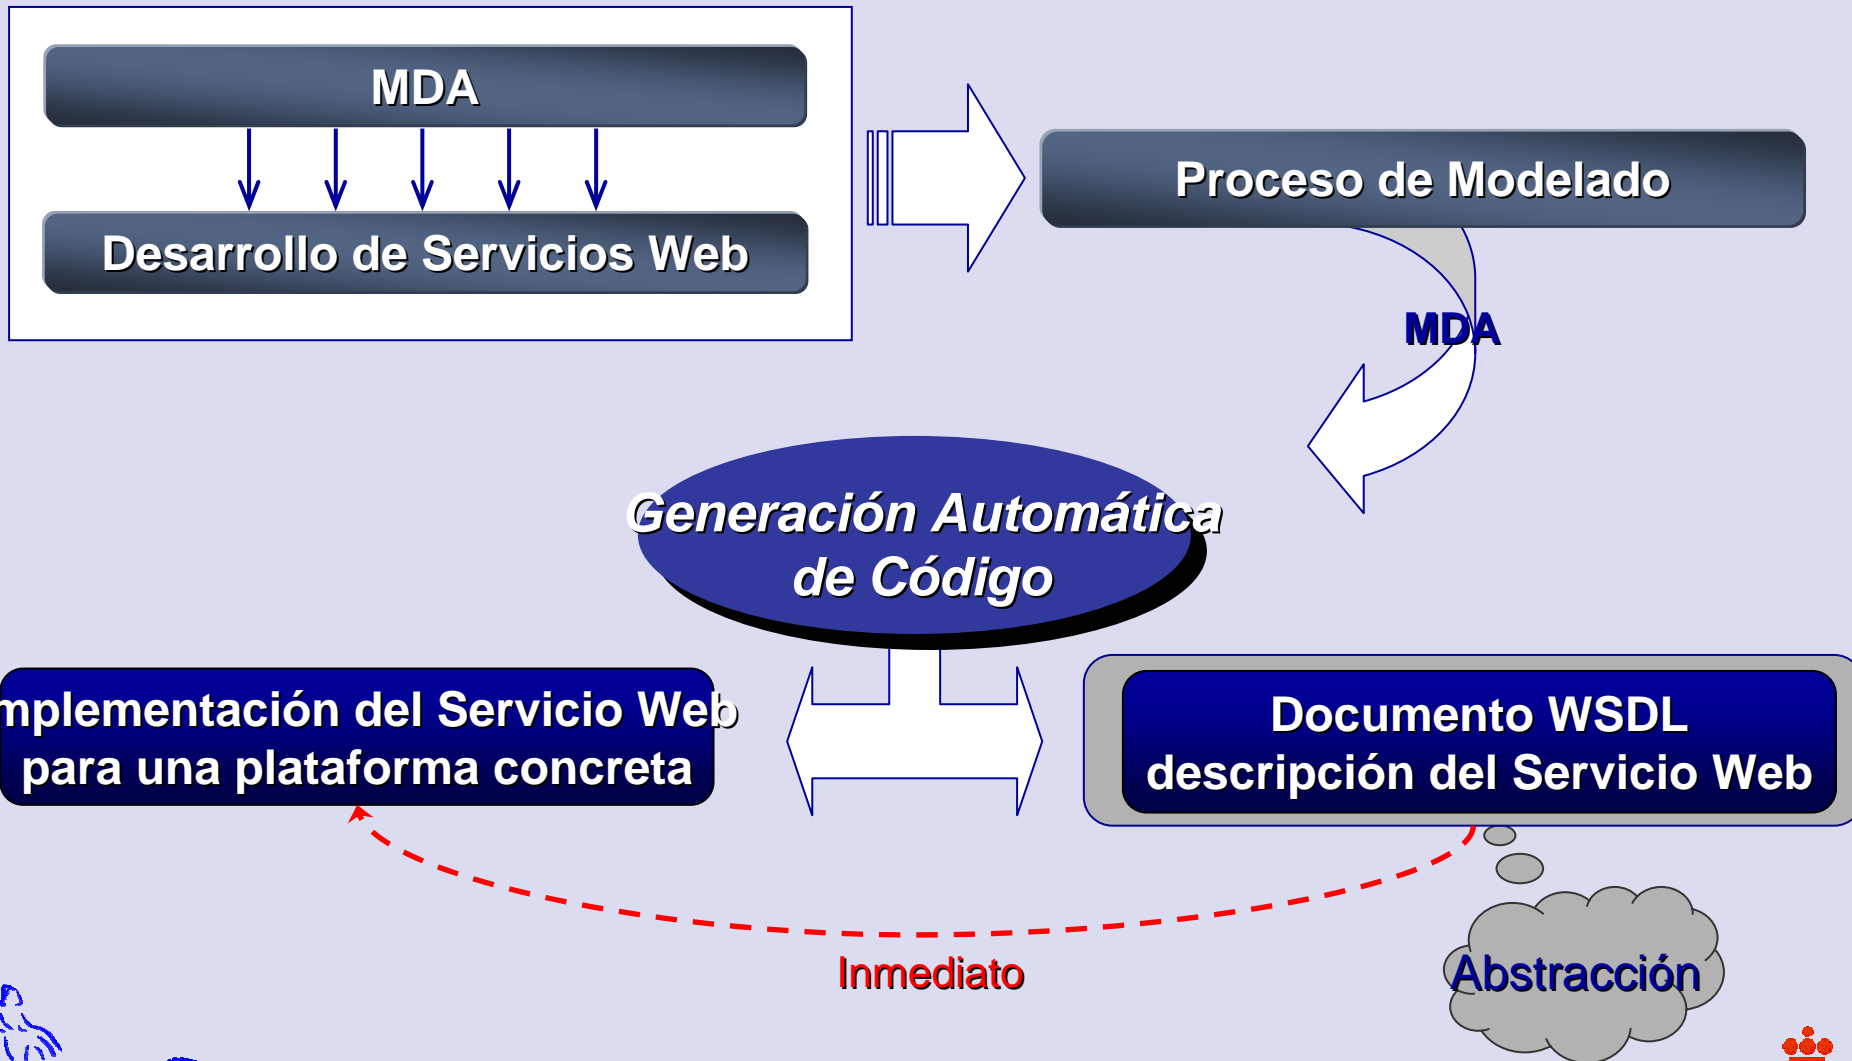 MDA
Desarrollo de Servicios Web
Proceso de Modelado
MDA
Generación Automática
de Código
mplementación del Servicio Web
para una plataforma concreta
Documento WSDL
descripción del Servicio Web
Inmediato
Abstracción